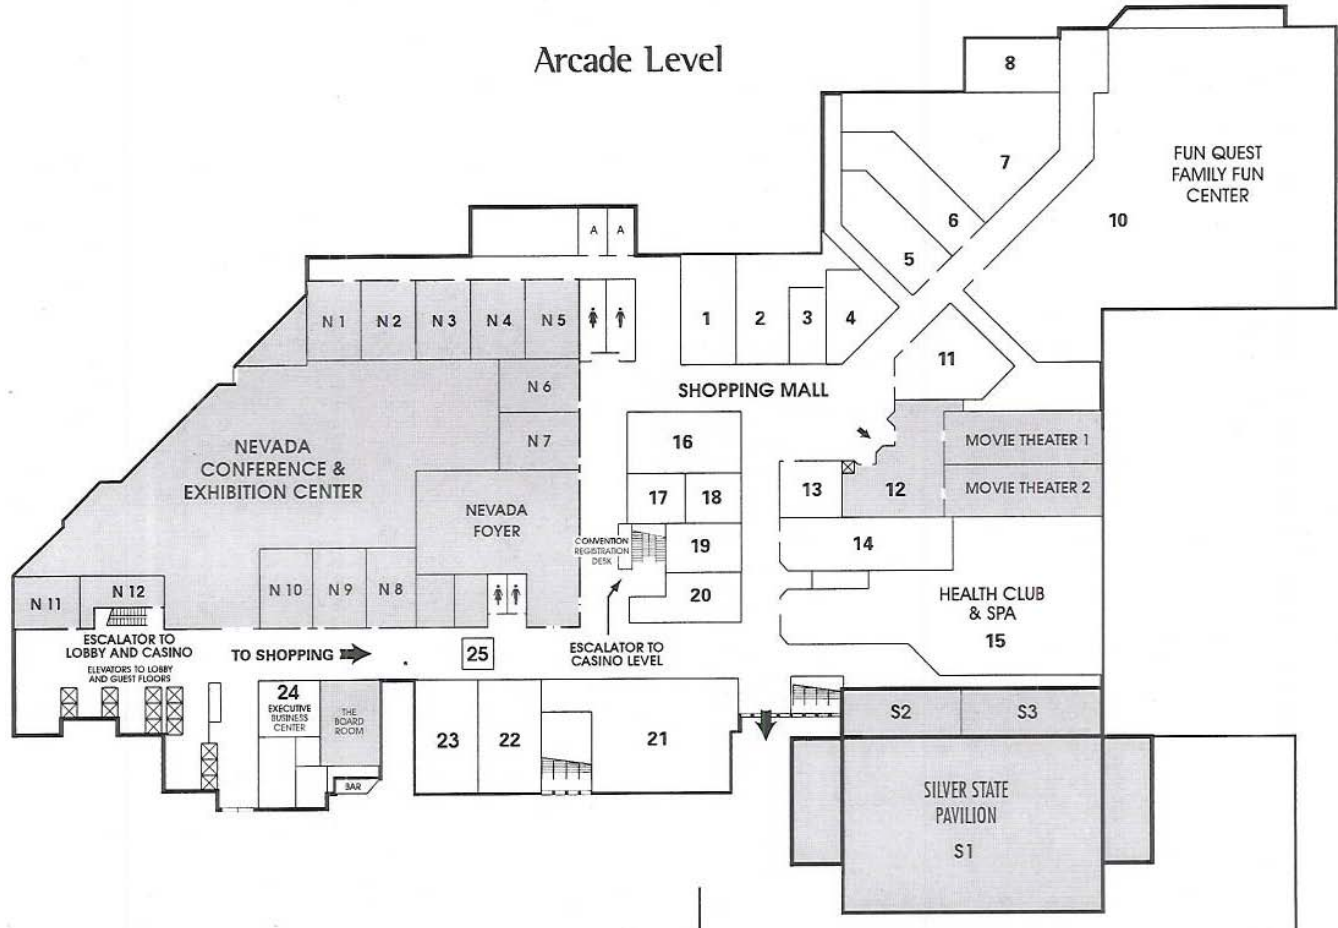 Arcade Level
8
7
FUN QUEST
FAMILY FUN
CENTER
10
6
5
A A
N 1 N 2 N 3 N 4 N 5
1 2 3 4
11
N 6
SHOPPING MALL
N 7
16
MOVIE THEATER 1
NEVADA
CONFERENCE &
EXHIBITION CENTER
17 18
13
12
MOVIE THEATER 2
NEVADA
FOYER
CONVENTION
REGISTRATION
DESK
19
14
N 10 N 9 N 8
20
HEALTH CLUB
& SPA
15
N 11 N 12
ESCALATOR TO
LOBBY AND CASINO
ELEVATORS TO LOBBY
AND GUEST FLOORS
TO SHOPPING
25
ESCALATOR TO
CASINO LEVEL
24
EXECUTIVE
BUSINESS
CENTER
THE
BOARD
ROOM
BAR
23 22 21
S2 S3
SILVER STATE
PAVILION
S1